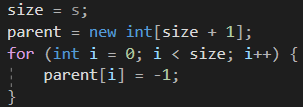 size = s;
parent = new int[size + 1];
for (int i = 0; i < size; i++) {
    parent[i] = -1;
}